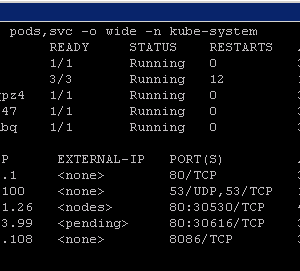 pods,svc -o wide -n kube-system
READY STATUS RESTARTS
1/1 Running 0
3/3 Running 12
pz4 1/1 Running 0
47 1/1 Running 0
bq 1/1 Running 0
P EXTERNAL-IP PORT(S)
.1 <none> 80/TCP
100 <none> 53/UDP,53/TCP
1.26 <nodes> 80:30530/TCP
3.99 <pending> 80:30616/TCP
.108 <none> 8086/TCP